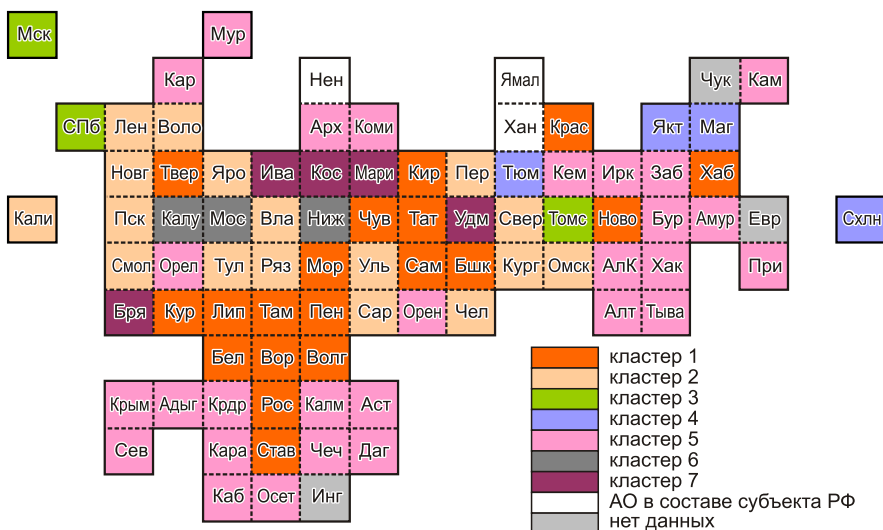 Мск Мур
Кар Нен Ямал Чук Кам
СПб Лен Воло Арх Коми Хан Крас Якт Маг
Новг Твер Яро Ива Кос Мари Кир Пер Тюм Кем Ирк Заб Хаб
Кали Пск Калу Мос Вла Ниж Чув Тат Удм Свер Томс Ново Бур Амур Евр Схлн
Смол Орел Тул Ряз Мор Уль Сам Бшк Кург Омск АлК Хак При
Бря Кур Лип Там Пен Сар Орен Чел Алт Тыва
Бел Вор Волг
Крым Адыг Крдр Рос Калм Аст
Сев Кара Став Чеч Даг
Каб Осет Инг
кластер 1
кластер 2
кластер 3
кластер 4
кластер 5
кластер 6
кластер 7
АО в составе субъекта РФ
нет данных